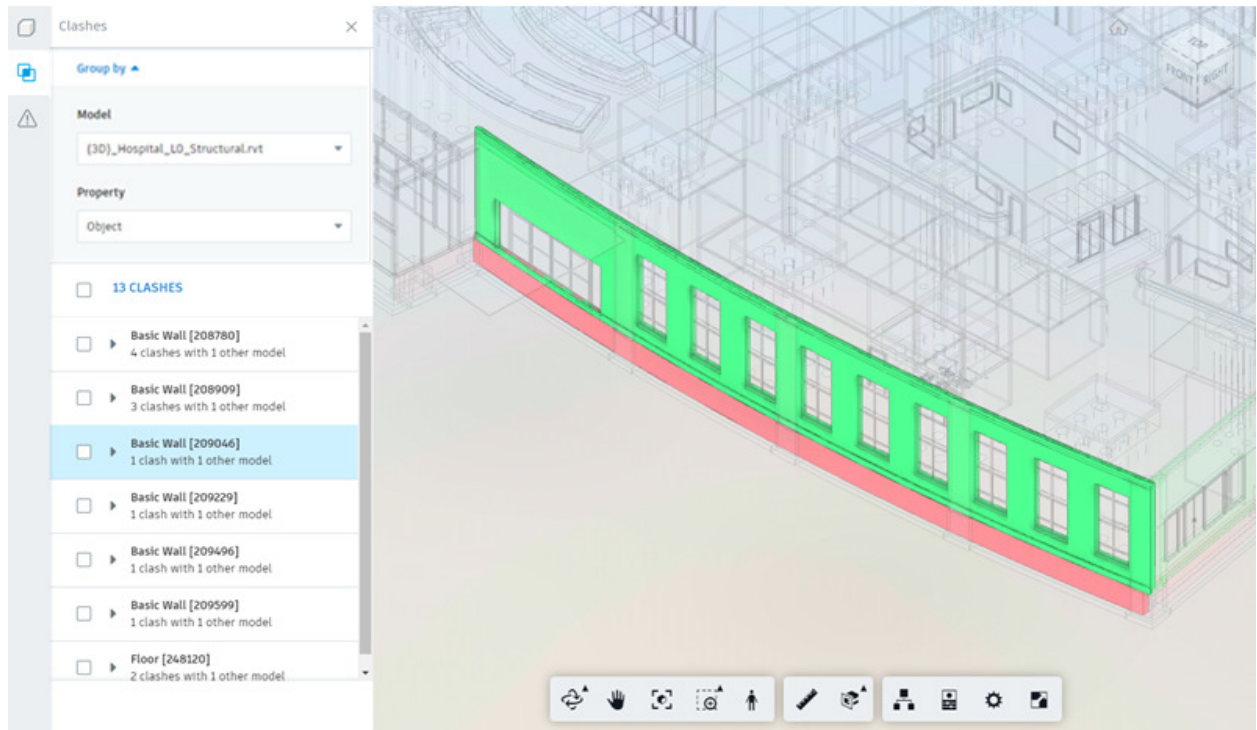 Clashes
Group by
Model
{3D}_Hospital_L0_Structural.rvt
Property
Object
13 CLASHES
Basic Wall [208780]
4 clashes with 1 other model
Basic Wall [208909]
3 clashes with 1 other model
Basic Wall [209046]
1 clash with 1 other model
Basic Wall [209229]
1 clash with 1 other model
Basic Wall [209496]
1 clash with 1 other model
Basic Wall [209599]
1 clash with 1 other model
Floor [248120]
2 clashes with 1 other model
TOP
FRONT
RIGHT